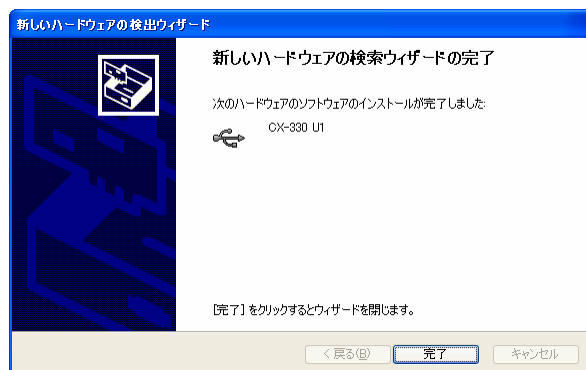 新しいハードウェアの検出ウィザード
新しいハードウェアの検索ウィザードの完了
次のハードウェアのソフトウェアのインストールが完了しました:
CX-330 U1
[完了] をクリックするとウィザードを閉じます。
< 戻る(B)
完了
キャンセル